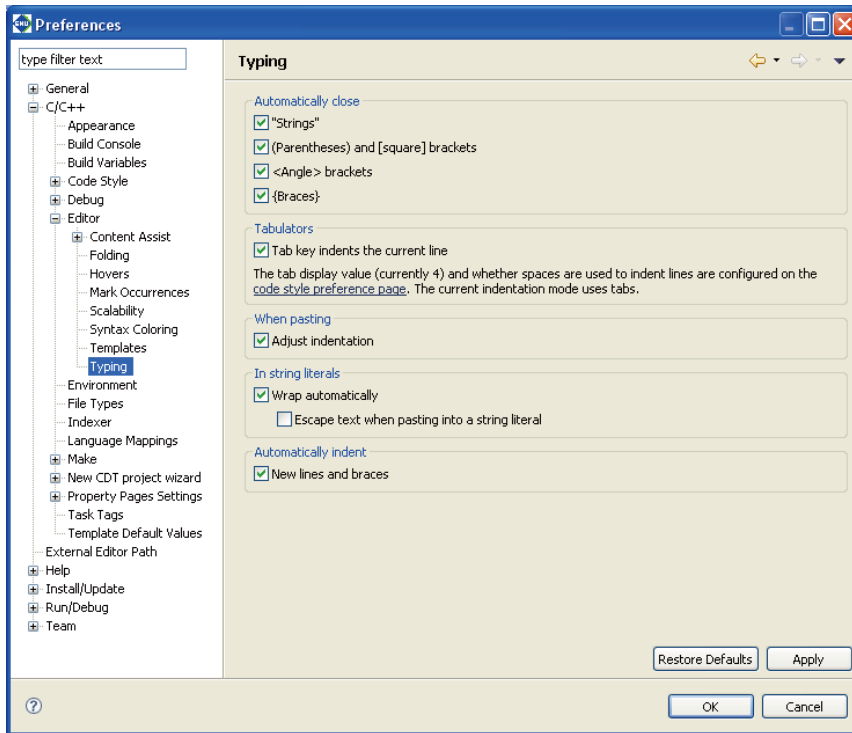 GNU Preferences
type filter text
General
C/C++
Appearance
Build Console
Build Variables
Code Style
Debug
Editor
Content Assist
Folding
Hovers
Mark Occurrences
Scalability
Syntax Coloring
Templates
Typing
Environment
File Types
Indexer
Language Mappings
Make
New CDT project wizard
Property Pages Settings
Task Tags
Template Default Values
External Editor Path
Help
Install/Update
Run/Debug
Team
Typing
Automatically close
"Strings"
(Parentheses) and [square] brackets
<Angle> brackets
{Braces}
Tabulators
Tab key indents the current line
The tab display value (currently 4) and whether spaces are used to indent lines are configured on the
code style preference page. The current indentation mode uses tabs.
When pasting
Adjust indentation
In string literals
Wrap automatically
Escape text when pasting into a string literal
Automatically indent
New lines and braces
Restore Defaults Apply
? OK Cancel